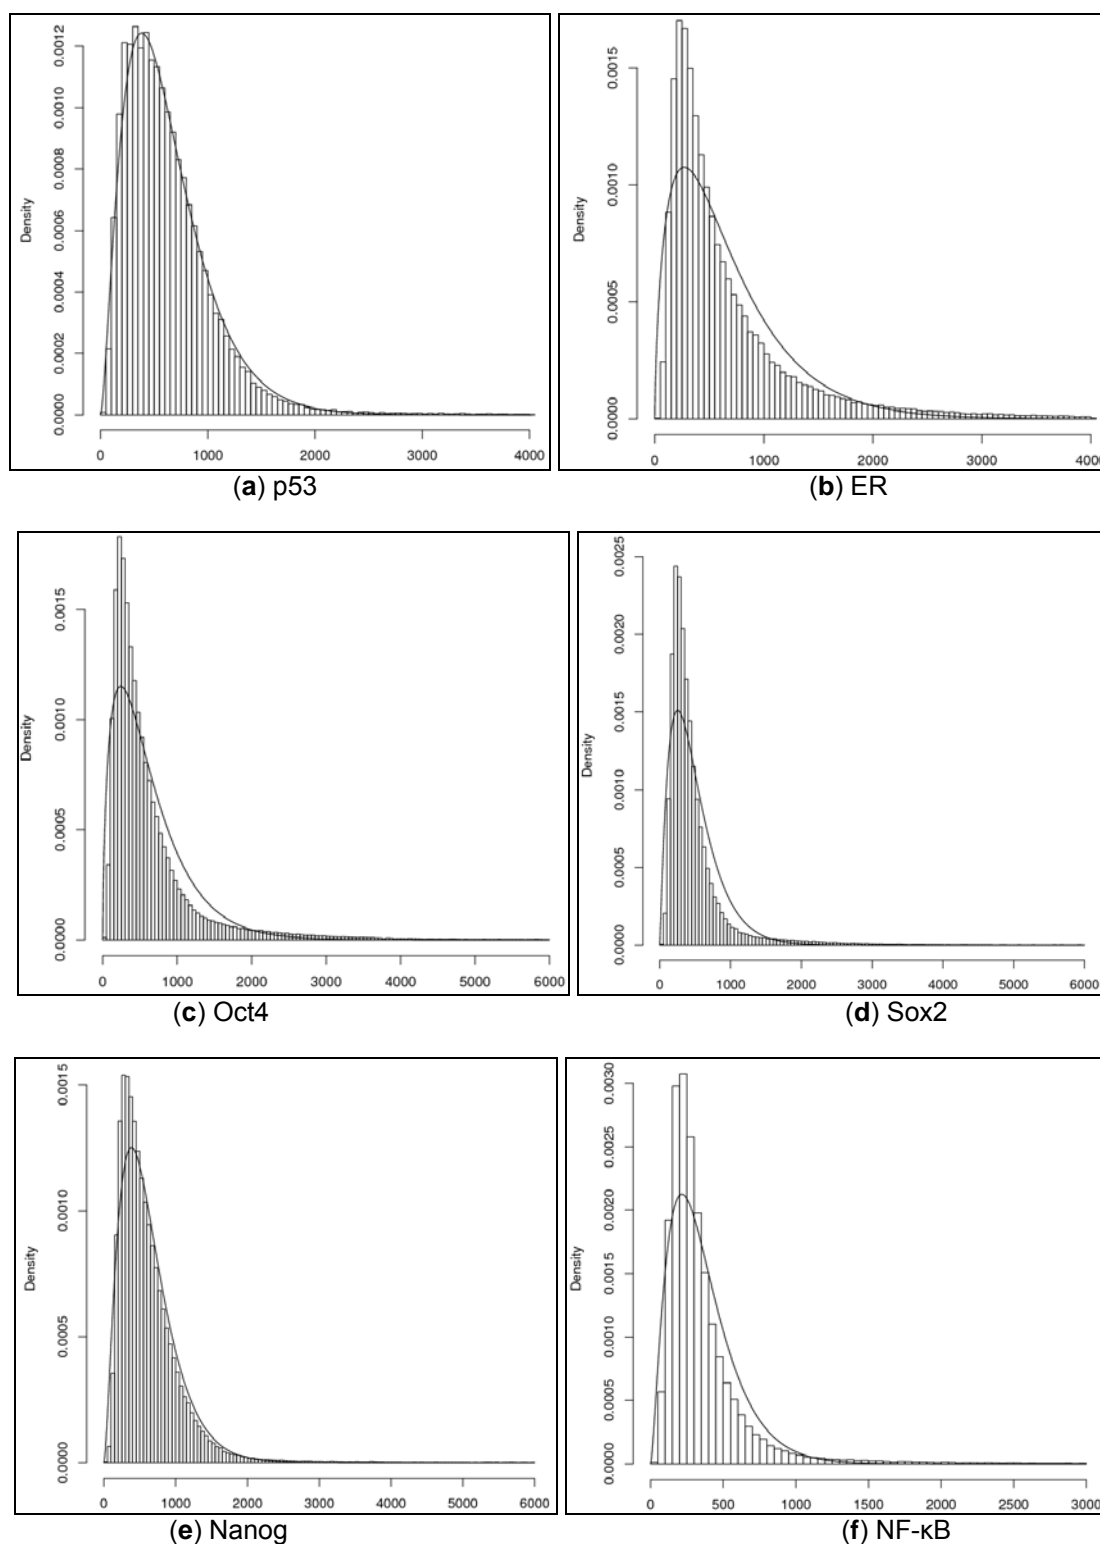 Density
0.0000 0.0002 0.0004 0.0006 0.0008 0.0010 0.0012
0 1000 2000 3000 4000
(a) p53
Density
0.0000 0.0005 0.0010 0.0015
0 1000 2000 3000 400
(b) ER
Density
0.0000 0.0005 0.0010 0.0015
0 1000 2000 3000 4000 5000 6000
(c) Oct4
Density
0.0000 0.0005 0.0010 0.0015 0.0020 0.0025
0 1000 2000 3000 4000 5000 6000
(d) Sox2
Density
0.0000 0.0005 0.0010 0.0015
0 1000 2000 3000 4000 5000 6000
(e) Nanog
Density
0.0000 0.0005 0.0010 0.0015 0.0020 0.0025 0.0030
0 500 1000 1500 2000 2500 3000
(f) NF-κB